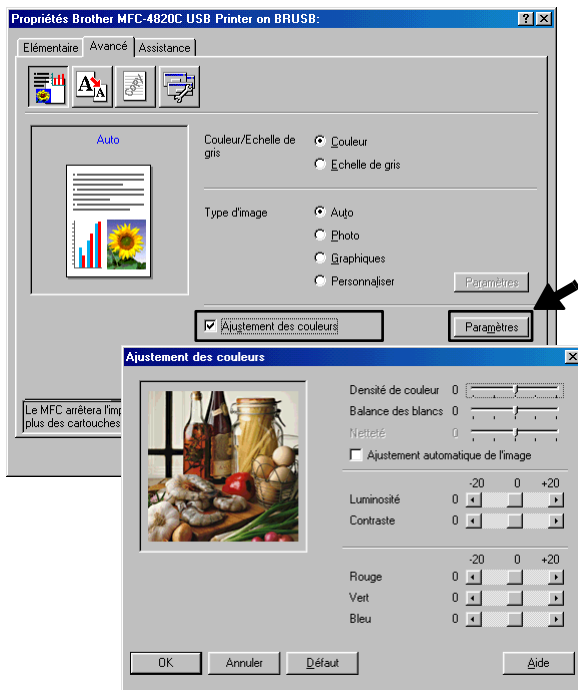 Propriétés Brother MFC-4820C USB Printer on BRUSB:
Elémentaire Avancé Assistance
Auto
Couleur/Echelle de gris
Couleur
Echelle de gris
Type d'image
Auto
Photo
Graphiques
Personnaliser
Paramètres
Ajustement des couleurs
Paramètres
Le MFC arrêtera
plus des cartouches
Ajustement des couleurs
Densité de couleur 0
Balance des blancs 0
Netteté 0
Ajustement automatique de l'image
-20 0 +20
Luminosité 0
Contraste 0
-20 0 +20
Rouge 0
Vert 0
Bleu 0
OK Annuler Défaut Aide